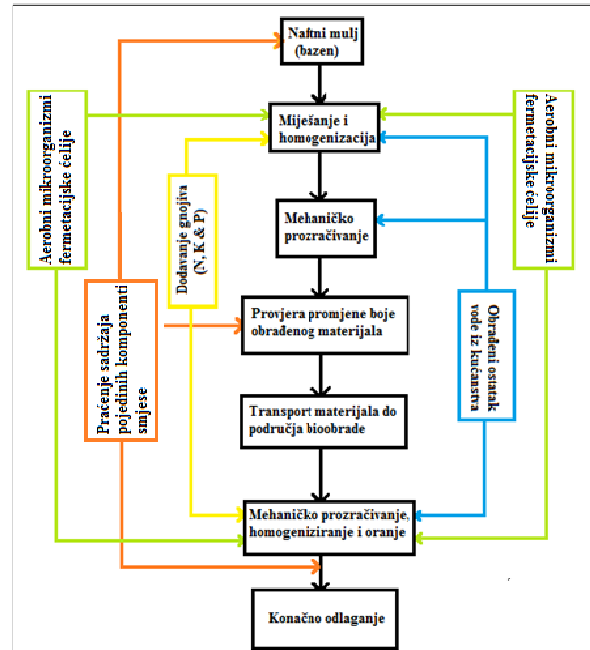 Naftni mulj
(bazen)
Miješanje i
homogenizacija
Mehaničko
prozračivanje
Provjera promjene boje
obrađenog materijala
Transport materijala do
područja bioobrade
Mehaničko prozračivanje,
homogeniziranje i oranje
Konačno odlaganje
Aerobni mikroorganizmi
fermetacijske ćelije
Dodavanje gnojiva
(N, K & P)
Praćenje sadržaja
pojedinih komponenti
smjese
Aerobni mikroorganizmi
fermetacijske ćelije
Obrađeni ostatak
vode iz kućanstva